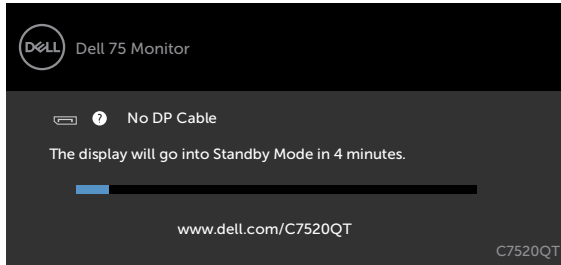 DELL Dell 75 Monitor
? No DP Cable
The display will go into Standby Mode in 4 minutes.
www.dell.com/C7520QT
C7520QT